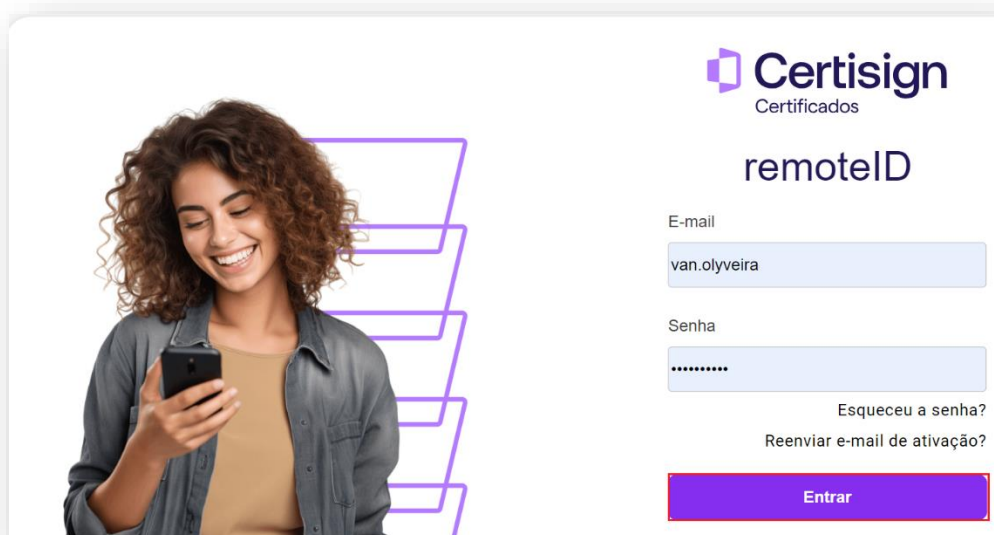 Certisign
Certificados
remoteID
E-mail
van.olyveira
Senha
••••••••••
Esqueceu a senha?
Reenviar e-mail de ativação?
Entrar